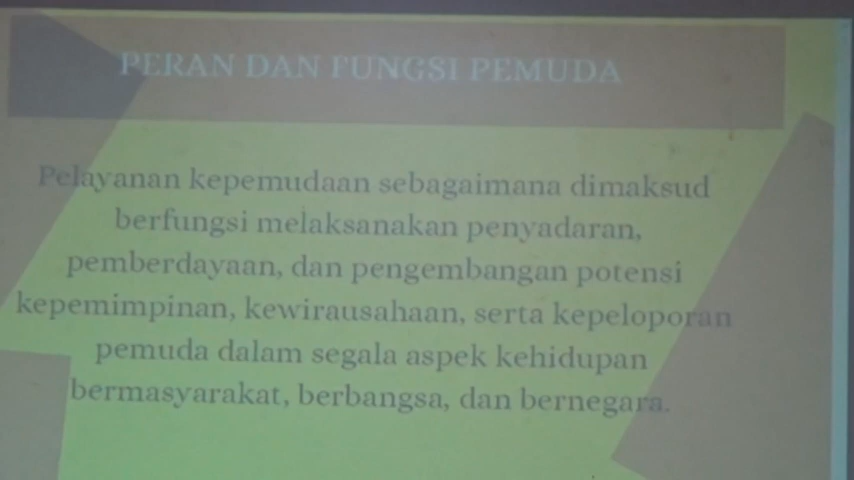 PERAN DAN FUNGSI PEMUDA
Pelayanan kepemudaan sebagaimana dimaksud
berfungsi melaksanakan penyadaran,
pemberdayaan, dan pengembangan potensi
kepemimpinan, kewirausahaan, serta kepeloporan
pemuda dalam segala aspek kehidupan
bermasyarakat, berbangsa, dan bernegara.